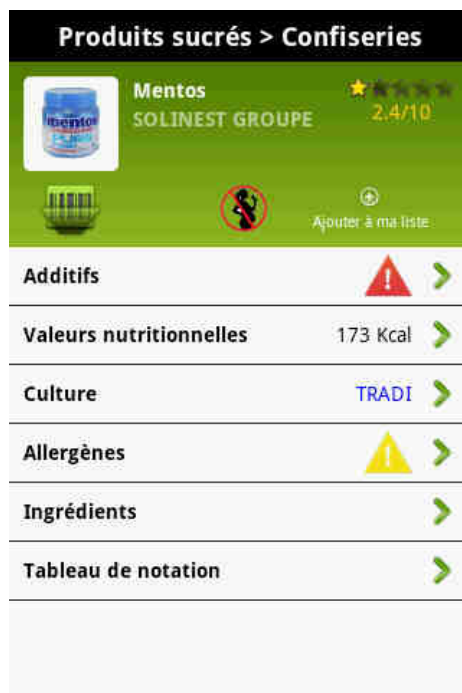 Produits sucrés > Confiseries
Mentos
SOLINEST GROUPE
2.4/10
mentos
Ajouter à ma liste
Additifs
Valeurs nutritionnelles 173 Kcal
Culture TRADI
Allergènes
Ingrédients
Tableau de notation